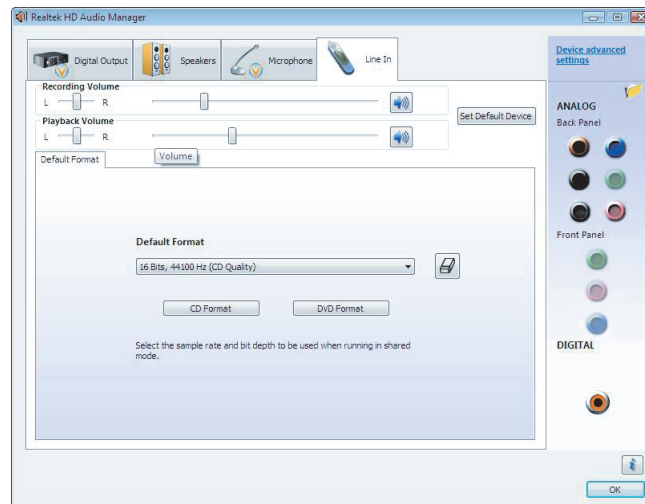 Realtek HD Audio Manager
Digital Output
Speakers
Microphone
Line In
Device advanced
settings
Recording Volume
L R
Set Default Device
Playback Volume
L R
Volume
Default Format
Default Format
16 Bits, 44100 Hz (CD Quality)
CD Format
DVD Format
Select the sample rate and bit depth to be used when running in shared
mode.
ANALOG
Back Panel
Front Panel
DIGITAL
i
OK